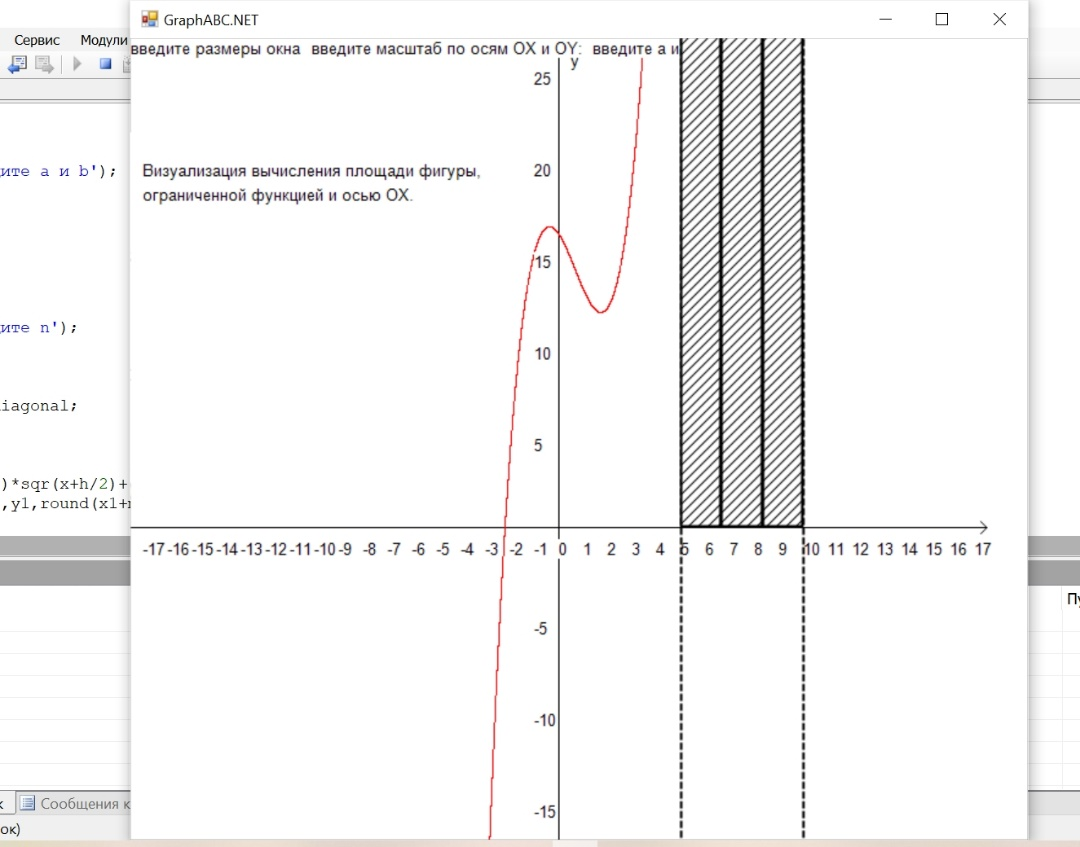 GraphABC.NET
Сервис Модули
введите размеры окна введите масштаб по осям OX и OY: введите a и
y
25
ите a и b');
Визуализация вычисления площади фигуры,
20
ограниченной функцией и осью OX.
15
ите n');
10
iagonal;
5
)*sqr(x+h/2)+
,y1,round(x1+
-17 -16 -15 -14 -13 -12 -11 -10 -9 -8 -7 -6 -5 -4 -3 -2 -1 0 1 2 3 4 5 6 7 8 9 10 11 12 13 14 15 16 17
-5
-10
Сообщения к
-15
ок)